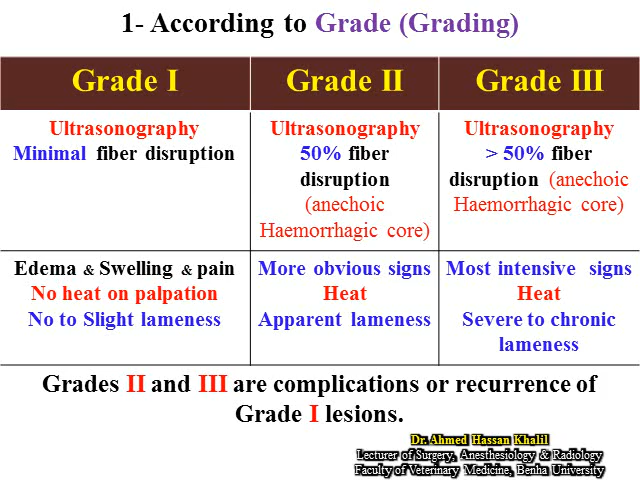 1- According to Grade (Grading)
Grade I
Grade II
Grade III
Ultrasonography
Minimal fiber disruption
Ultrasonography
50% fiber
disruption
(anechoic
Haemorrhagic core)
Ultrasonography
> 50% fiber
disruption (anechoic
Haemorrhagic core)
Edema & Swelling & pain
No heat on palpation
No to Slight lameness
More obvious signs
Heat
Apparent lameness
Most intensive signs
Heat
Severe to chronic
lameness
Grades II and III are complications or recurrence of
Grade I lesions.
Dr. Ahmed Hassan Khalil
Lecturer of Surgery, Anesthesiology & Radiology
Faculty of Veterinary Medicine, Benha University